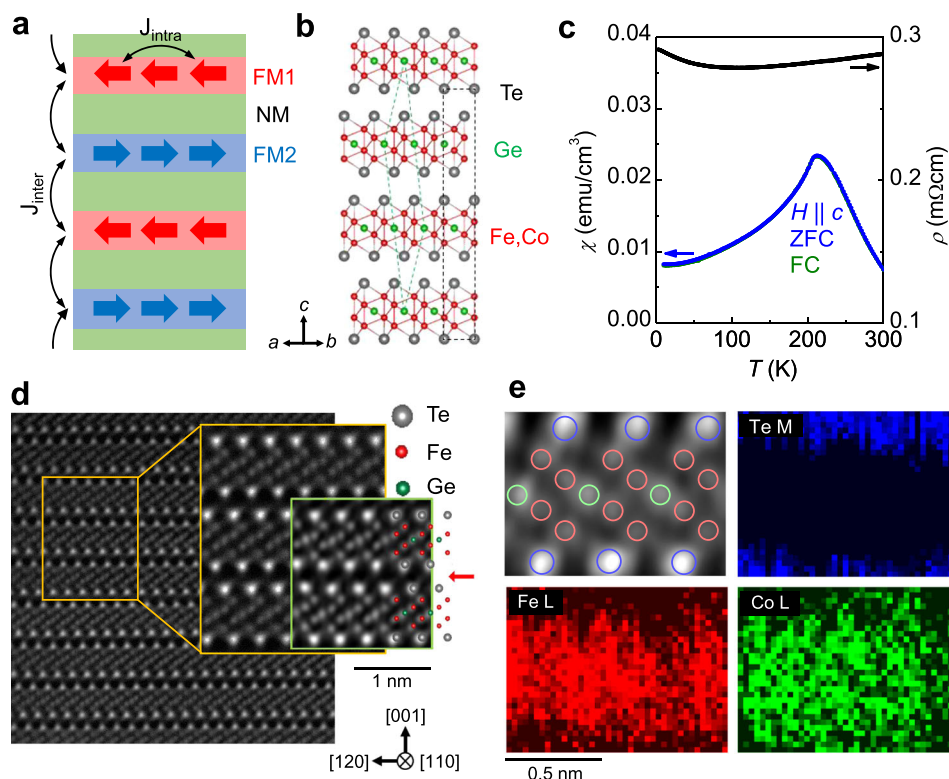 a
J_intra
FM1
NM
FM2
J_inter
b
Te
Ge
Fe,Co
c
a
b
c
0.04
0.03
0.02
0.01
0.00
χ (emu/cm³)
0.3
0.2
0.1
ρ (mΩcm)
H || c
ZFC
FC
0
100
200
300
T (K)
d
Te
Fe
Ge
1 nm
[001]
[120]
[110]
e
Te M
Fe L
Co L
0.5 nm